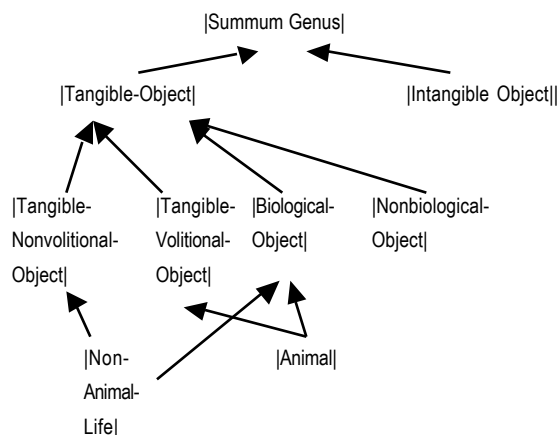 |Summum Genus|
|Tangible-Object|
|Intangible Object||
|Tangible-
Nonvolitional-
Object|
|Tangible-
Volitional-
Object|
|Biological-
Object|
|Nonbiological-
Object|
|Non-
Animal-
Life|
|Animal|